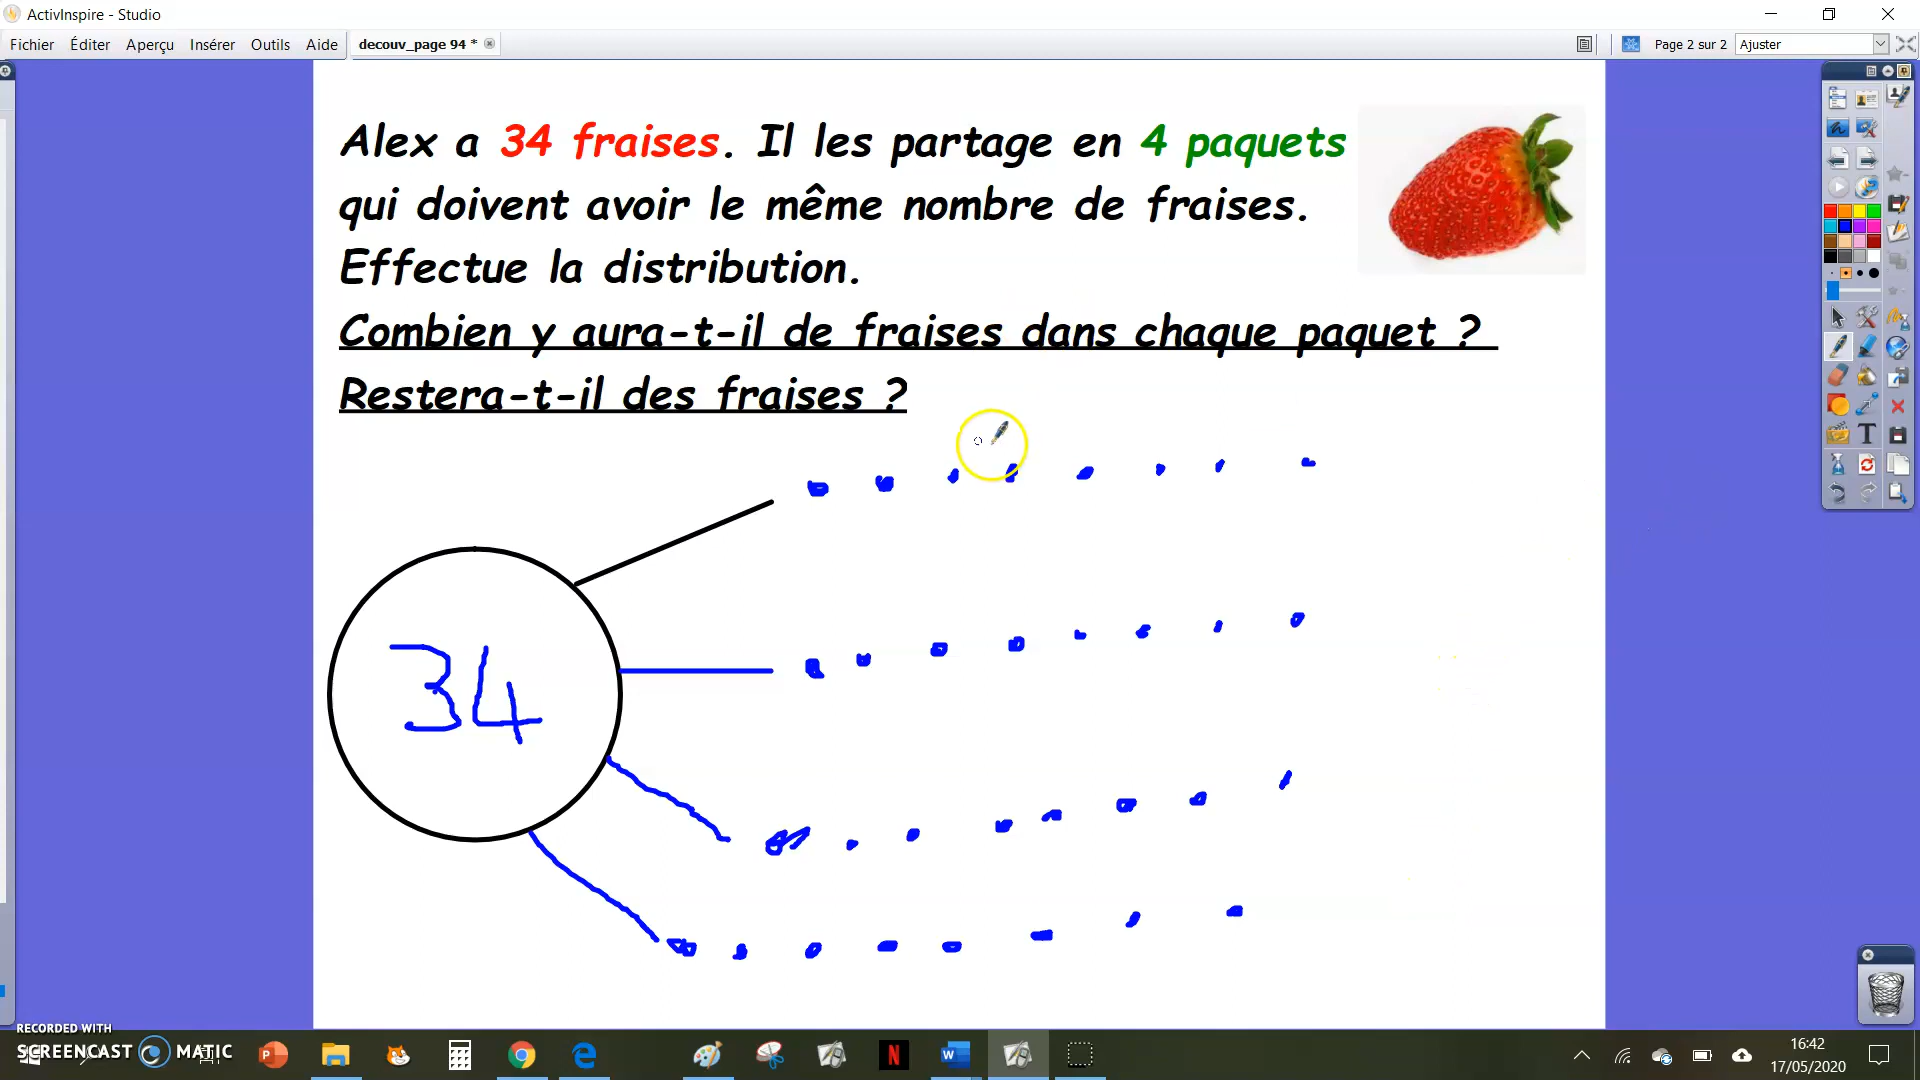 ActivInspire - Studio
Fichier Éditer Aperçu Insérer Outils Aide decouv_page 94 * Page 2 sur 2 Ajuster
Alex a 34 fraises. Il les partage en 4 paquets
qui doivent avoir le même nombre de fraises.
Effectue la distribution.
Combien y aura-t-il de fraises dans chaque paquet ?
Restera-t-il des fraises ?
34
RECORDED WITH
SCREENCAST MATIC
16:42
17/05/2020